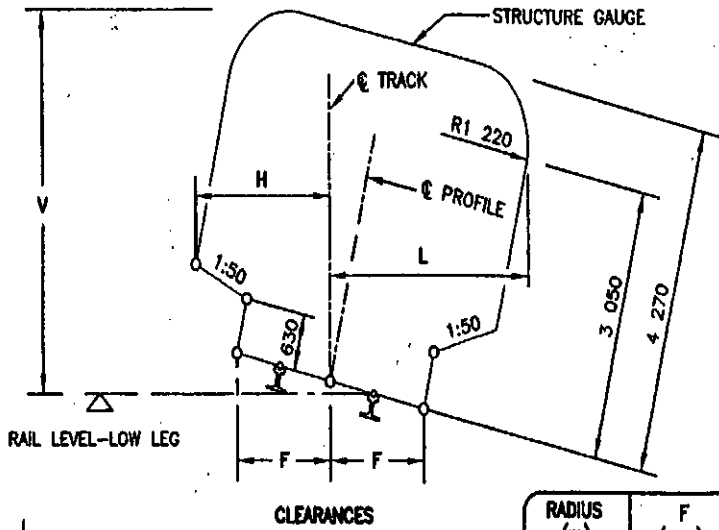 STRUCTURE GAUGE
℄ TRACK
R1 220
V
H
℄ PROFILE
L
1:50
1:50
630
3 050
4 270
RAIL LEVEL-LOW LEG
F
F
CLEARANCES
RADIUS
F